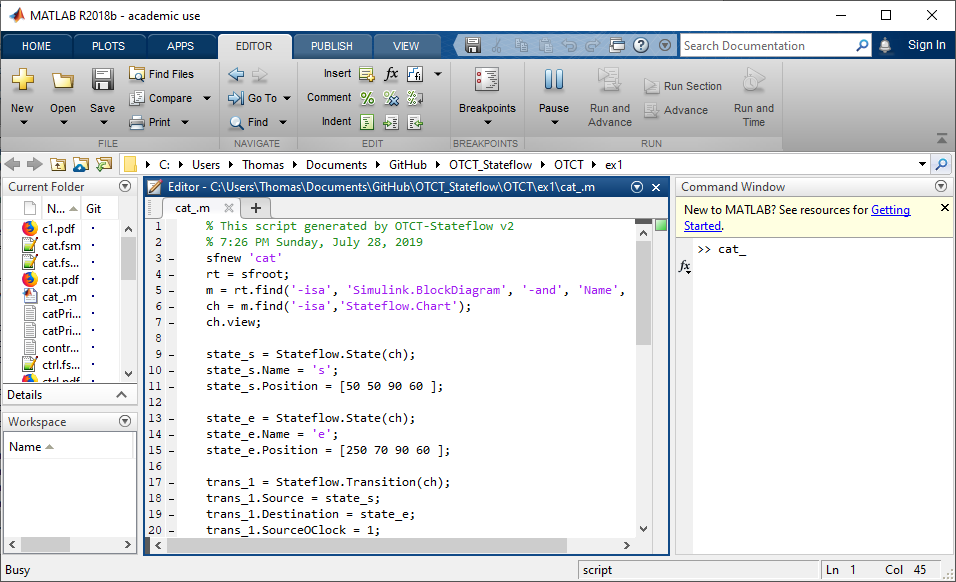 MATLAB R2018b - academic use
HOME PLOTS APPS EDITOR PUBLISH VIEW Search Documentation Sign In
New Open Save Find Files Compare Print Go To Find Insert fx Comment Indent Breakpoints Pause Run and Advance Run Section Advance Run and Time
FILE NAVIGATE EDIT BREAKPOINTS RUN
C: Users Thomas Documents GitHub OTCT_Stateflow OTCT ex1
Current Folder
N... Git
c1.pdf
cat.fsm
cat.fs...
cat.pdf
cat_.m
catPri...
catPri...
contr...
ctrl.fs...
ctrl.pdf
Details
Workspace
Name
Editor - C:\Users\Thomas\Documents\GitHub\OTCT_Stateflow\OTCT\ex1\cat_.m
cat_.m
1 % This script generated by OTCT-Stateflow v2
2 % 7:26 PM Sunday, July 28, 2019
3 – sfnew 'cat'
4 – rt = sfroot;
5 – m = rt.find('-isa', 'Simulink.BlockDiagram', '-and', 'Name',
6 – ch = m.find('-isa','Stateflow.Chart');
7 – ch.view;
8
9 – state_s = Stateflow.State(ch);
10 – state_s.Name = 's';
11 – state_s.Position = [50 50 90 60 ];
12
13 – state_e = Stateflow.State(ch);
14 – state_e.Name = 'e';
15 – state_e.Position = [250 70 90 60 ];
16
17 – trans_1 = Stateflow.Transition(ch);
18 – trans_1.Source = state_s;
19 – trans_1.Destination = state_e;
20 – trans_1.SourceOClock = 1;
Command Window
New to MATLAB? See resources for Getting
Started.
>> cat_
fx
Busy script Ln 1 Col 45